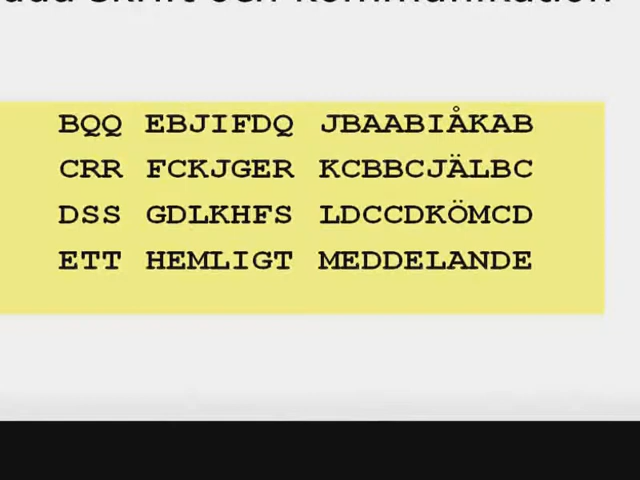 BQQ EBJIFDQ JBAABIÅKAB
CRR FCKJGER KCBBCJÄLBC
DSS GDLKHFS LDCCDKÖMCD
ETT HEMLIGT MEDDELANDE